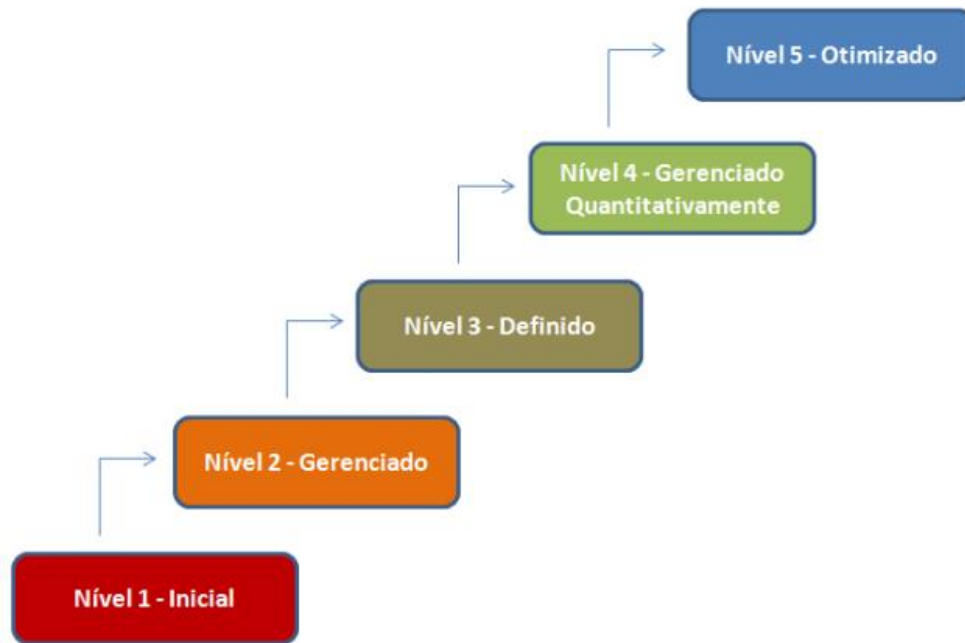 Nível 5 - Otimizado
Nível 4 - Gerenciado
Quantitativamente
Nível 3 - Definido
Nível 2 - Gerenciado
Nível 1 - Inicial